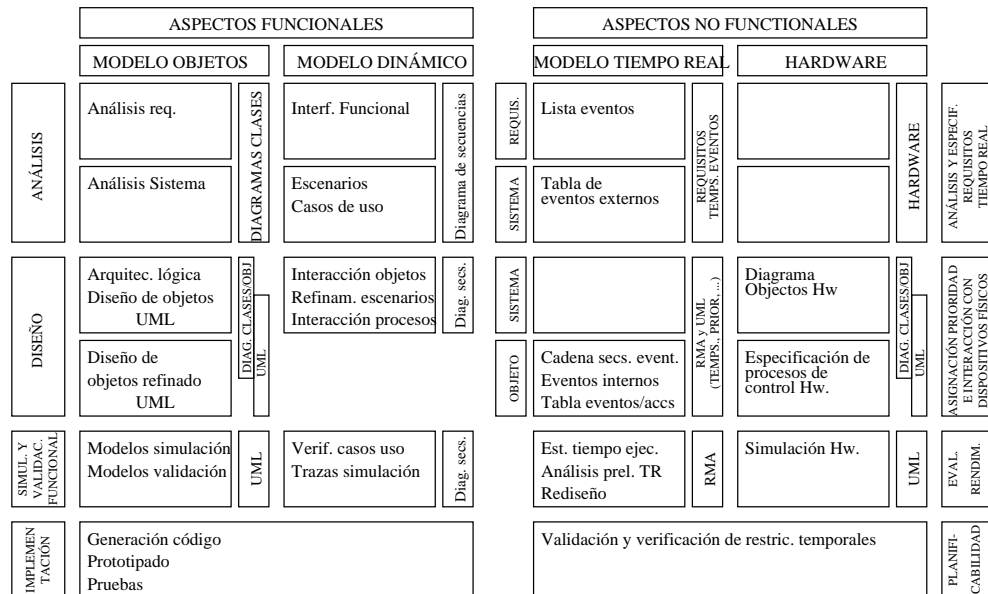 ASPECTOS FUNCIONALES
ASPECTOS NO FUNCTIONALES
MODELO OBJETOS
MODELO DINÁMICO
MODELO TIEMPO REAL
HARDWARE
ANÁLISIS
Análisis req.
Análisis Sistema
DIAGRAMAS CLASES
Interf. Funcional
Escenarios
Casos de uso
Diagrama de secuencias
REQUIS.
SISTEMA
Lista eventos
Tabla de
eventos externos
REQUISITOS
TEMPS. EVENTOS
HARDWARE
ANÁLISIS Y ESPECIF.
REQUISITOS
TIEMPO REAL
DISEÑO
Arquitec. lógica
Diseño de objetos
UML
Diseño de
objetos refinado
UML
DIAG. CLASES/OBJ
UML
Interacción objetos
Refinam. escenarios
Interacción procesos
Diag. secs.
SISTEMA
OBJETO
Cadena secs. event.
Eventos internos
Tabla eventos/accs
RMA y UML
(TEMPS., PRIOR, ...)
Diagrama
Objectos Hw
Especificación de
procesos de
control Hw.
DIAG. CLASES/OBJ
UML
ASIGNACIÓN PRIORIDAD
E INTERACCIÓN CON
DISPOSITIVOS FÍSICOS
SIMUL. Y
VALIDAC.
FUNCIONAL
Modelos simulación
Modelos validación
UML
Verif. casos uso
Trazas simulación
Diag. secs.
Est. tiempo ejec.
Análisis prel. TR
Rediseño
RMA
Simulación Hw.
UML
EVAL.
RENDIM.
IMPLEMEN
TACIÓN
Generación código
Prototipado
Pruebas
Validación y verificación de restric. temporales
PLANIFI-
CABILIDAD